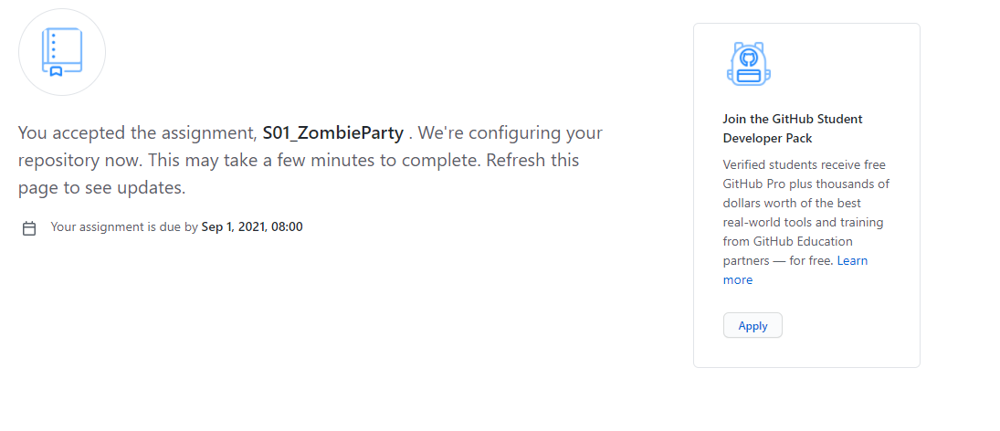 You accepted the assignment, S01_ZombieParty . We're configuring your
repository now. This may take a few minutes to complete. Refresh this
page to see updates.
Your assignment is due by Sep 1, 2021, 08:00
Join the GitHub Student
Developer Pack
Verified students receive free
GitHub Pro plus thousands of
dollars worth of the best
real-world tools and training
from GitHub Education
partners — for free. Learn
more
Apply